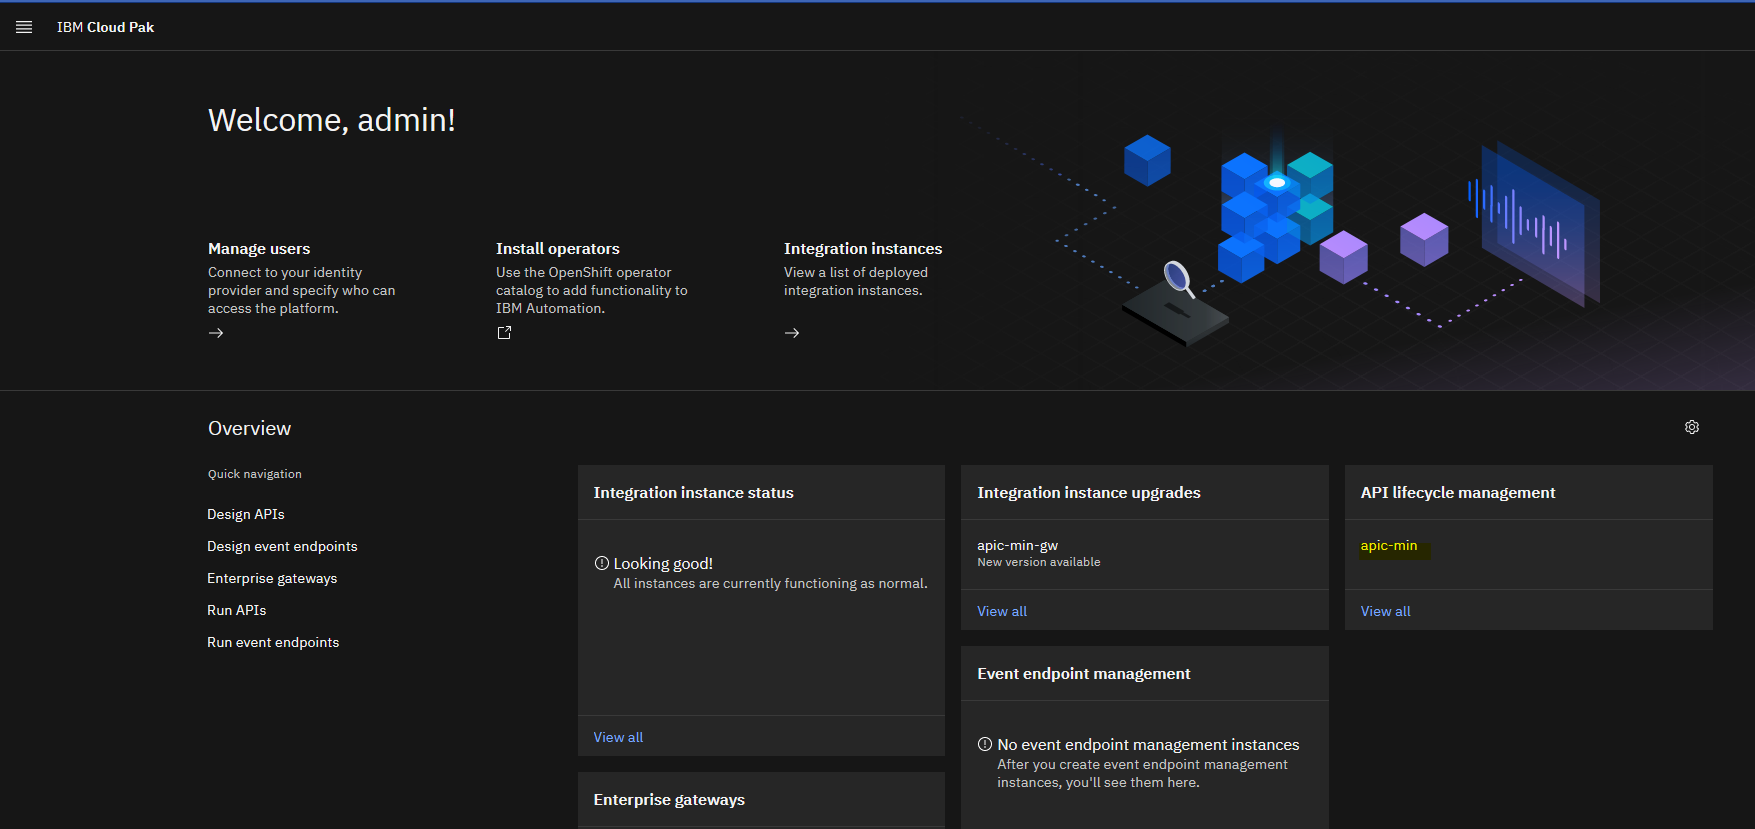 IBM Cloud Pak
Welcome, admin!
Manage users
Connect to your identity
provider and specify who can
access the platform.
Install operators
Use the OpenShift operator
catalog to add functionality to
IBM Automation.
Integration instances
View a list of deployed
integration instances.
Overview
Quick navigation
Design APIs
Design event endpoints
Enterprise gateways
Run APIs
Run event endpoints
Integration instance status
Looking good!
All instances are currently functioning as normal.
View all
Enterprise gateways
Integration instance upgrades
apic-min-gw
New version available
View all
Event endpoint management
No event endpoint management instances
After you create event endpoint management
instances, you'll see them here.
API lifecycle management
apic-min
View all